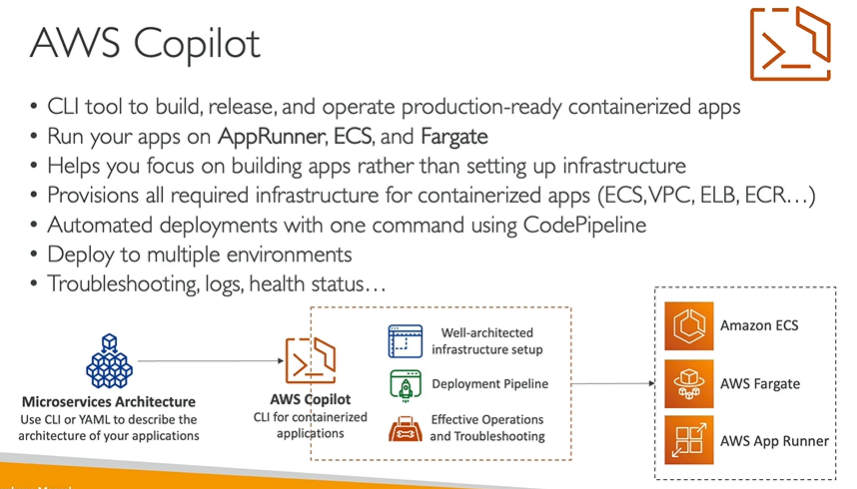 AWS Copilot
• CLI tool to build, release, and operate production-ready containerized apps
• Run your apps on AppRunner, ECS, and Fargate
• Helps you focus on building apps rather than setting up infrastructure
• Provisions all required infrastructure for containerized apps (ECS, VPC, ELB, ECR…)
• Automated deployments with one command using CodePipeline
• Deploy to multiple environments
• Troubleshooting, logs, health status…
Microservices Architecture
Use CLI or YAML to describe the
architecture of your applications
AWS Copilot
CLI for containerized
applications
Well-architected
infrastructure setup
Deployment Pipeline
Effective Operations
and Troubleshooting
Amazon ECS
AWS Fargate
AWS App Runner